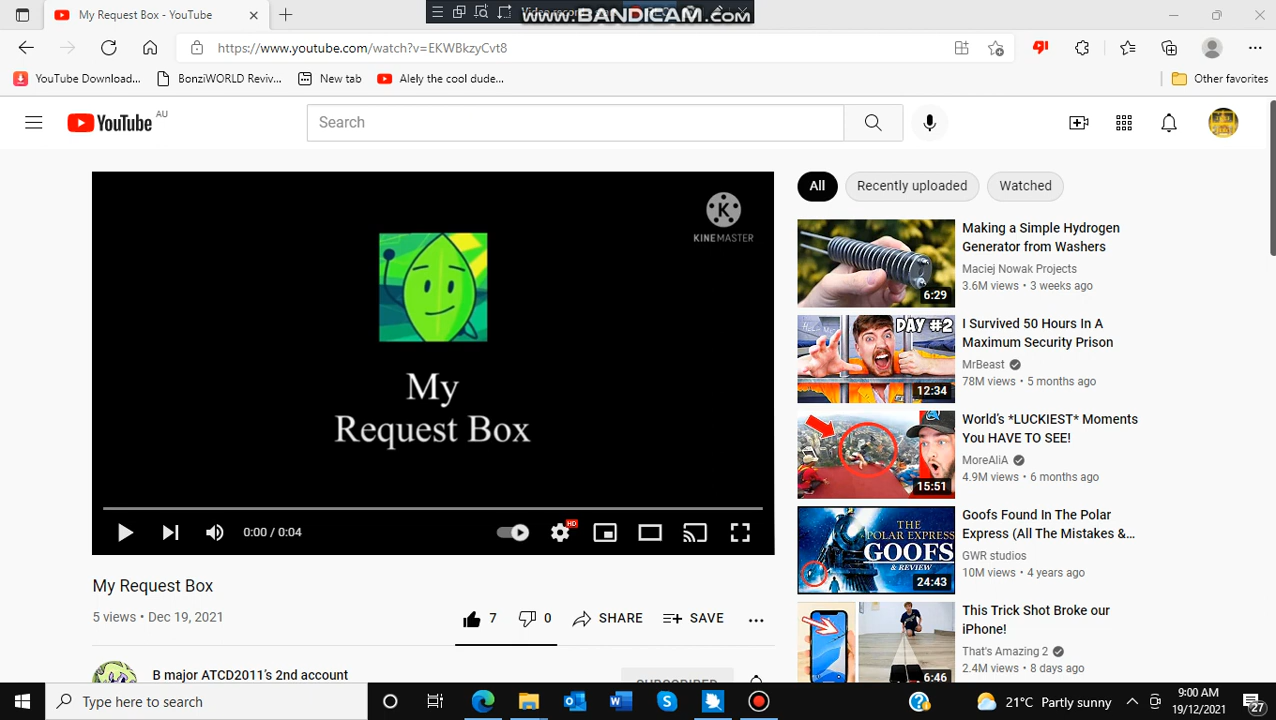 My Request Box - YouTube
www.BANDICAM.com
https://www.youtube.com/watch?v=EKWBkzyCvt8
YouTube Download...
BonziWORLD Reviv...
New tab
Alely the cool dude...
Other favorites
YouTube AU
Search
K
KINEMASTER
My
Request Box
0:00 / 0:04
HD
My Request Box
5 views • Dec 19, 2021
7
0
SHARE
SAVE
B major ATCD2011's 2nd account
SUBSCRIBED
All
Recently uploaded
Watched
6:29
Making a Simple Hydrogen
Generator from Washers
Maciej Nowak Projects
3.6M views • 3 weeks ago
DAY #2
12:34
I Survived 50 Hours In A
Maximum Security Prison
MrBeast
78M views • 5 months ago
15:51
World's *LUCKIEST* Moments
You HAVE TO SEE!
MoreAliA
4.9M views • 6 months ago
THE
POLAR EXPRESS
GOOFS
& REVIEW
24:43
Goofs Found In The Polar
Express (All The Mistakes &...
GWR studios
10M views • 4 years ago
6:46
This Trick Shot Broke our
iPhone!
That's Amazing 2
2.4M views • 8 days ago
Type here to search
21°C Partly sunny
9:00 AM
19/12/2021
27